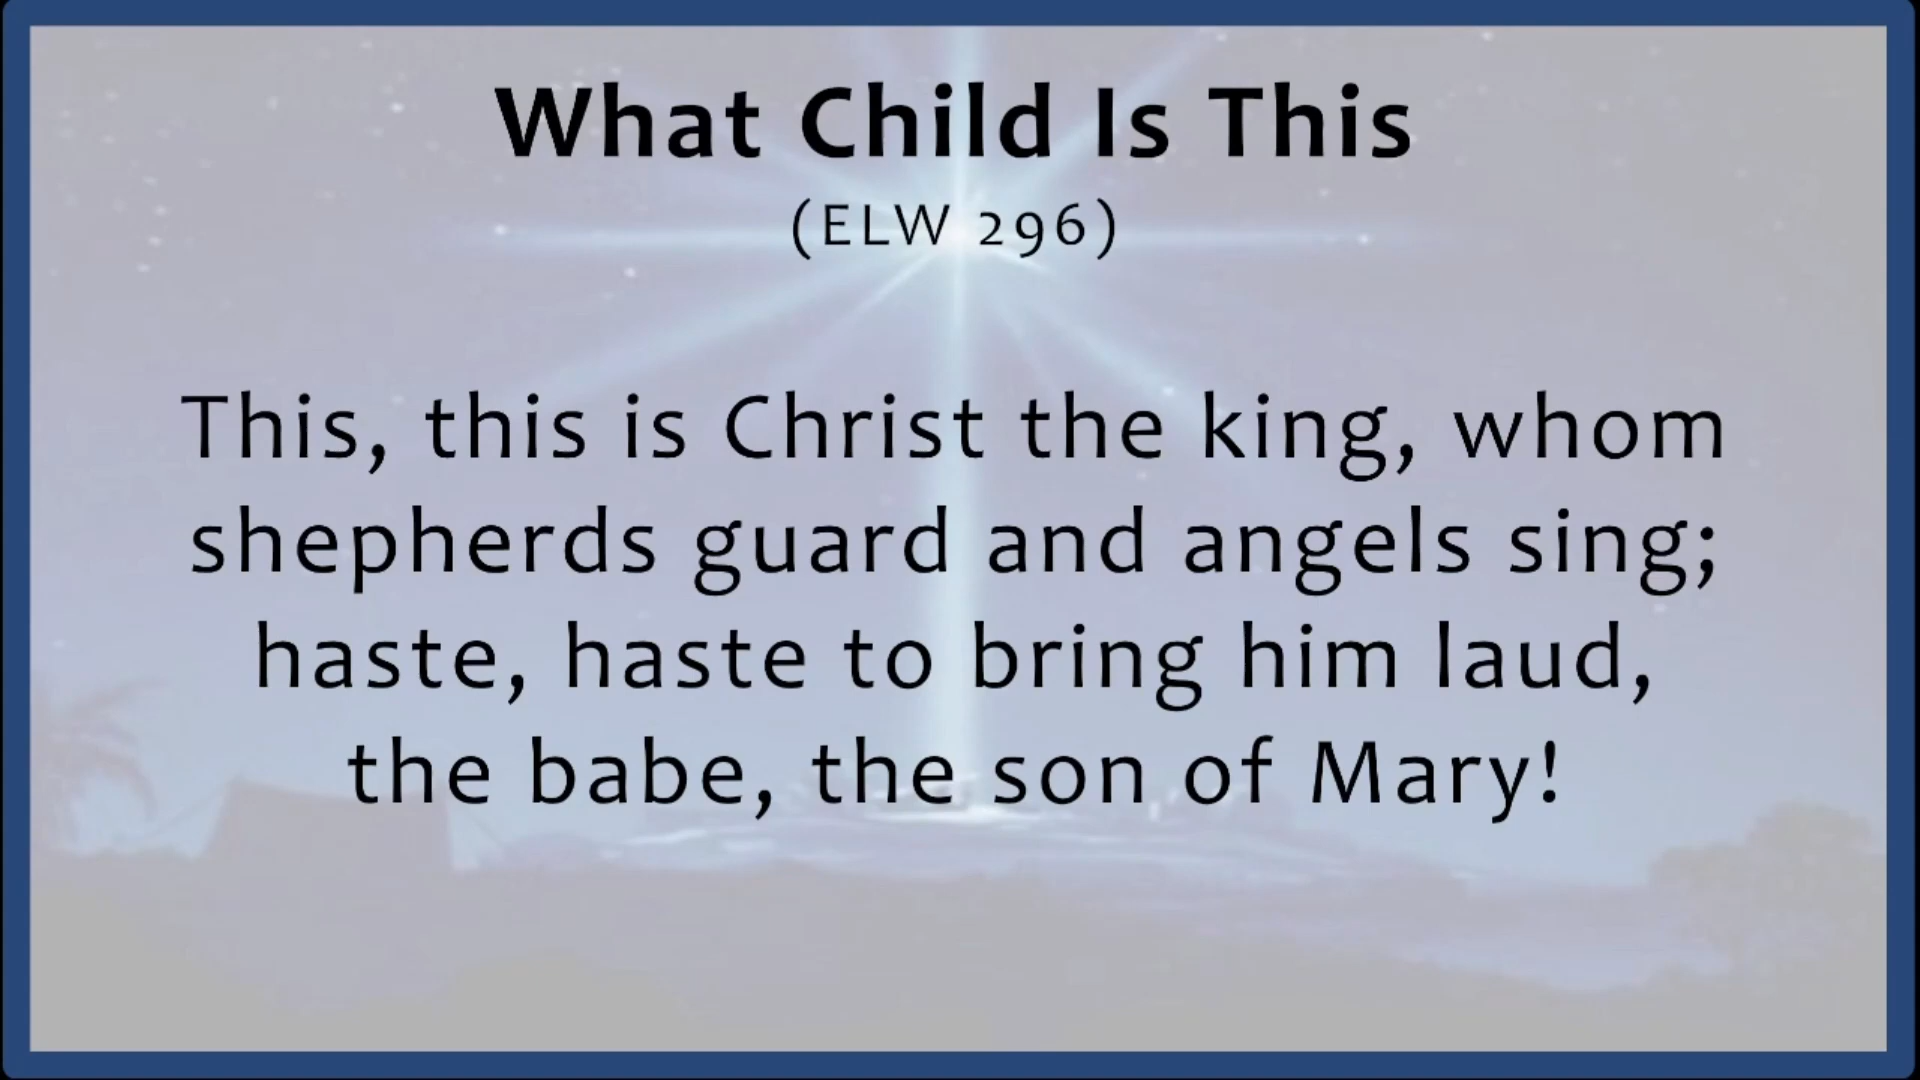 What Child Is This
(ELW 296)
This, this is Christ the king, whom
shepherds guard and angels sing;
haste, haste to bring him laud,
the babe, the son of Mary!